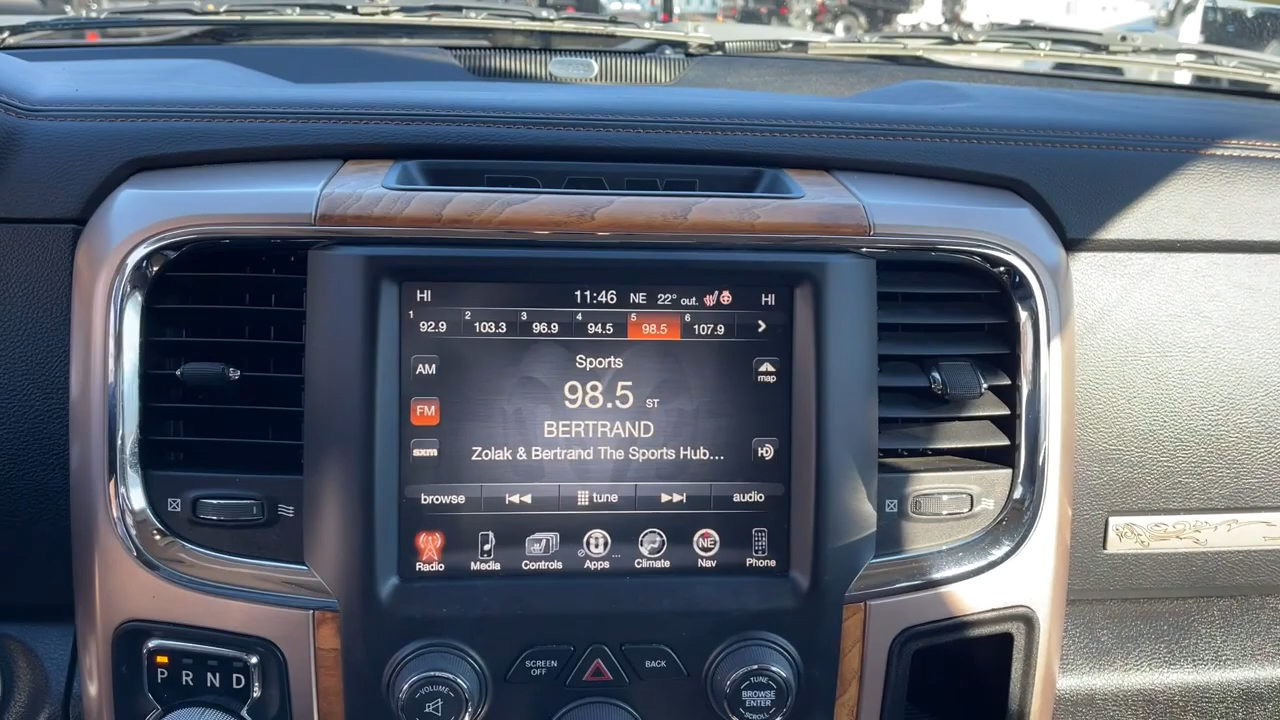 RAM
HI 11:46 NE 22° out. HI
1 92.9 2 103.3 3 96.9 4 94.5 5 98.5 6 107.9
AM
Sports
map
98.5 ST
FM
BERTRAND
sxm
Zolak & Bertrand The Sports Hub...
HD
browse tune audio
NE
Radio Media Controls Apps ... Climate Nav Phone
P R N D
VOLUME
SCREEN OFF
BACK
TUNE
BROWSE
ENTER
SCROLL